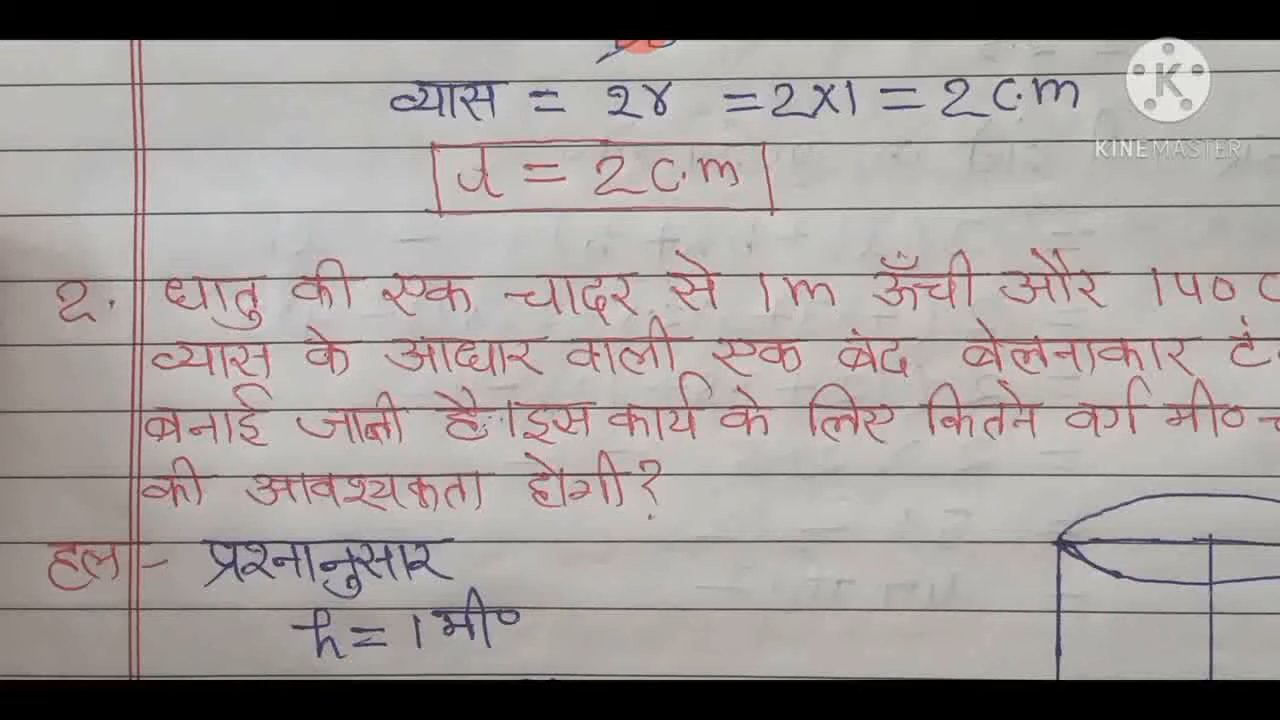 व्यास = 2r = 2×1 = 2 c.m
d = 2 c.m
KINEMASTER
2. धातु की एक चादर से 1m ऊँची और 140
व्यास के आधार वाली एक बंद बेलनाकार
बनाई जानी है। इस कार्य के लिए कितने वर्ग मी०
की आवश्यकता होगी?
हल - प्रश्नानुसार
h = 1 मी०